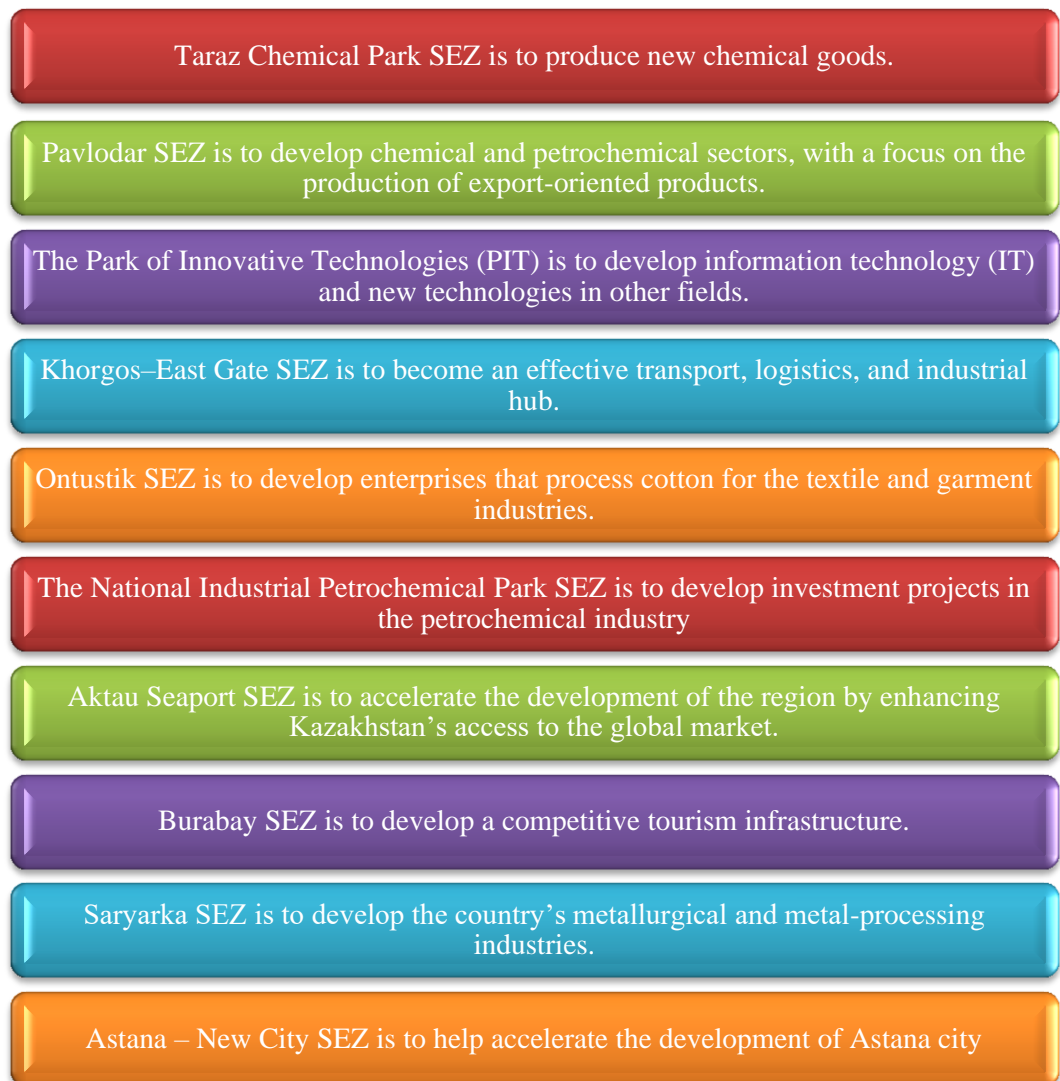 Taraz Chemical Park SEZ is to produce new chemical goods.
Pavlodar SEZ is to develop chemical and petrochemical sectors, with a focus on the
production of export-oriented products.
The Park of Innovative Technologies (PIT) is to develop information technology (IT)
and new technologies in other fields.
Khorgos–East Gate SEZ is to become an effective transport, logistics, and industrial
hub.
Ontustik SEZ is to develop enterprises that process cotton for the textile and garment
industries.
The National Industrial Petrochemical Park SEZ is to develop investment projects in
the petrochemical industry
Aktau Seaport SEZ is to accelerate the development of the region by enhancing
Kazakhstan’s access to the global market.
Burabay SEZ is to develop a competitive tourism infrastructure.
Saryarka SEZ is to develop the country’s metallurgical and metal-processing
industries.
Astana – New City SEZ is to help accelerate the development of Astana city